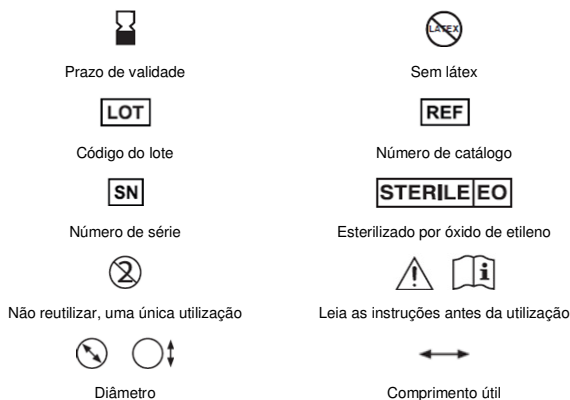 LATEX
Prazo de validade
Sem látex
LOT
REF
Código do lote
Número de catálogo
SN
STERILE EO
Número de série
Esterilizado por óxido de etileno
2
i
Não reutilizar, uma única utilização
Leia as instruções antes da utilização
Diâmetro
Comprimento útil